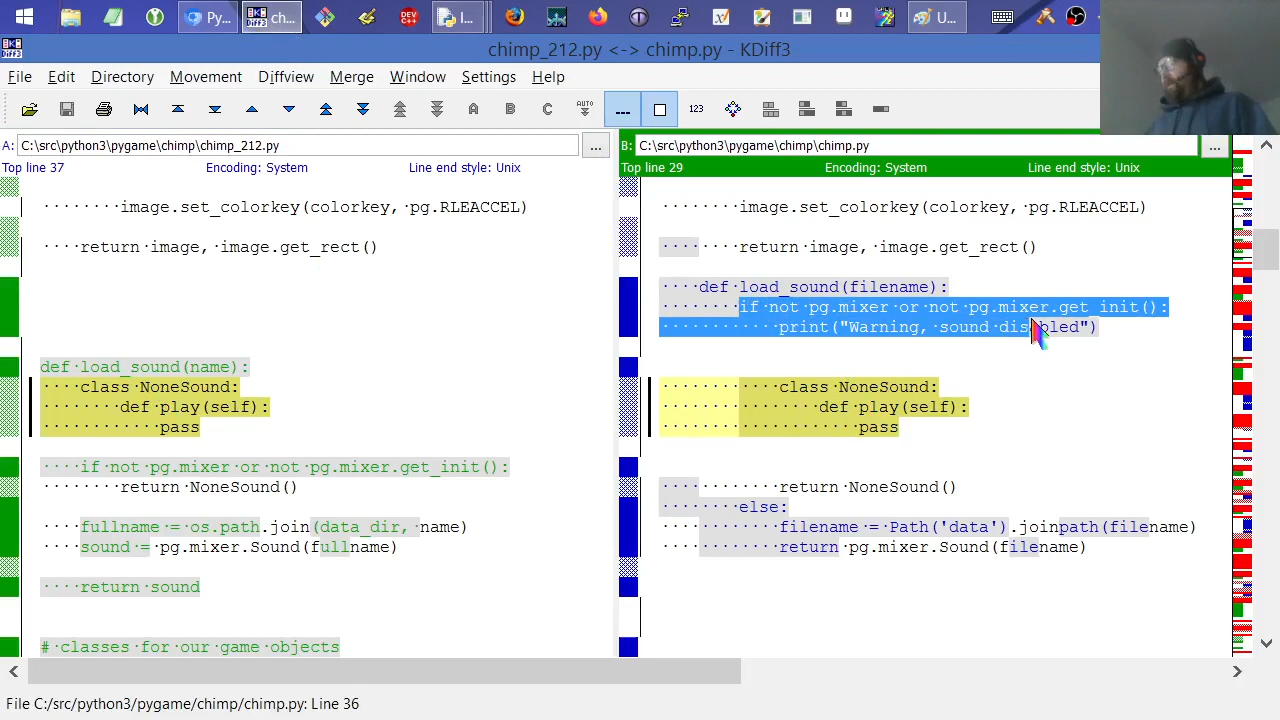 Py...
DEV C++
ch...
I...
U...
chimp_212.py <-> chimp.py - KDiff3
File Edit Directory Movement Diffview Merge Window Settings Help
A B C AUTO 123
A: C:\src\python3\pygame\chimp\chimp_212.py ...
Top line 37 Encoding: System Line end style: Unix
········image.set_colorkey(colorkey,·pg.RLEACCEL)
····return·image,·image.get_rect()
def·load_sound(name):
····class·NoneSound:
········def·play(self):
············pass
····if·not·pg.mixer·or·not·pg.mixer.get_init():
········return·NoneSound()
····fullname·=·os.path.join(data_dir,·name)
····sound·=·pg.mixer.Sound(fullname)
····return·sound
#·classes·for·our·game·objects
B: C:\src\python3\pygame\chimp\chimp.py ...
Top line 29 Encoding: System Line end style: Unix
········image.set_colorkey(colorkey,·pg.RLEACCEL)
········return·image,·image.get_rect()
····def·load_sound(filename):
········if·not·pg.mixer·or·not·pg.mixer.get_init():
············print("Warning,·sound·disabled")
············class·NoneSound:
················def·play(self):
····················pass
············return·NoneSound()
········else:
············filename·=·Path('data').joinpath(filename)
············return·pg.mixer.Sound(filename)
File C:/src/python3/pygame/chimp/chimp.py: Line 36